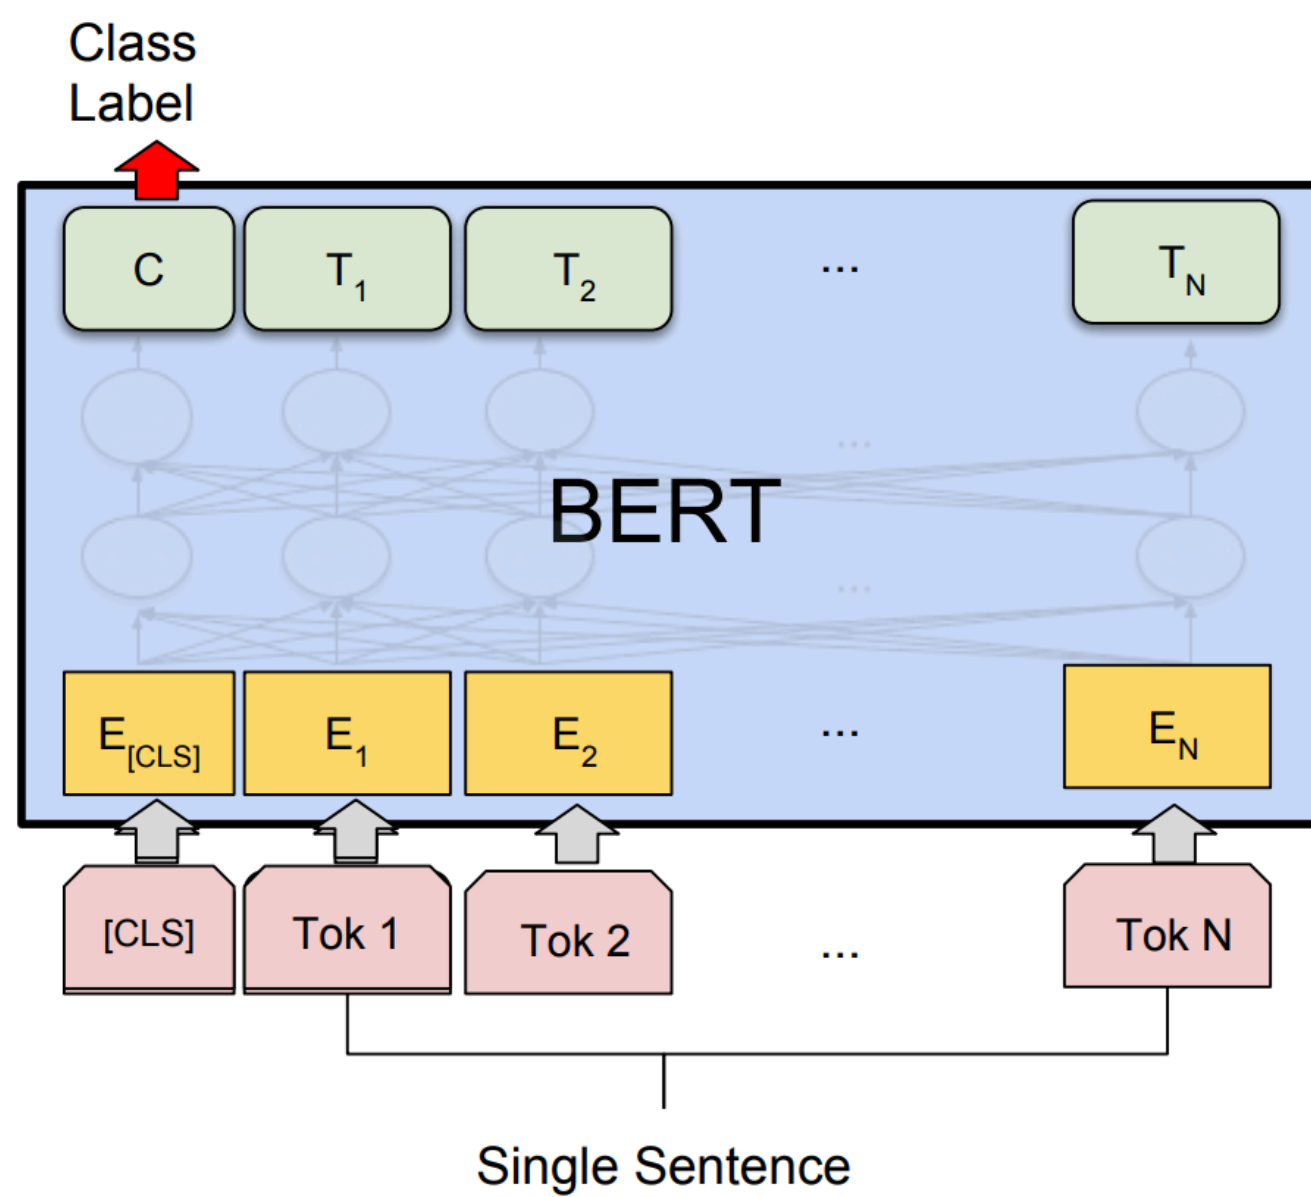 Class
Label
C T1 T2 ... TN
...
BERT
...
E[CLS] E1 E2 ... EN
[CLS] Tok 1 Tok 2 ... Tok N
Single Sentence